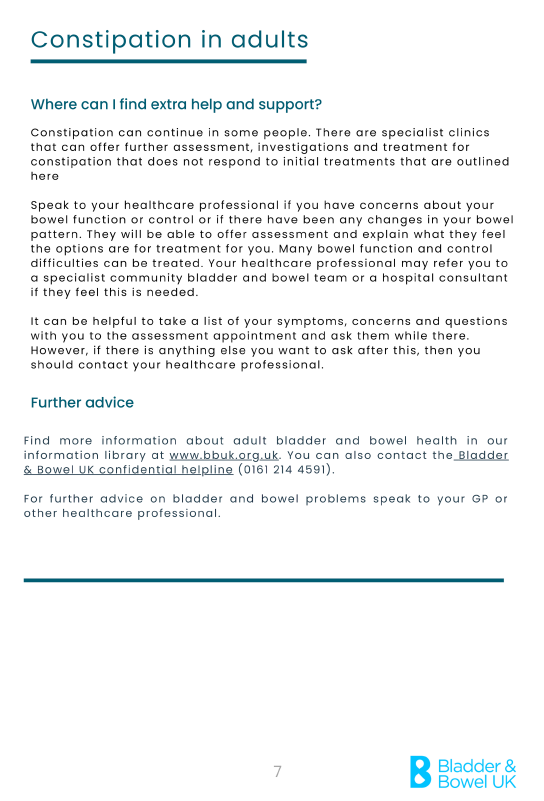 Constipation in adults
Where can I find extra help and support?
Constipation can continue in some people. There are specialist clinics
that can offer further assessment, investigations and treatment for
constipation that does not respond to initial treatments that are outlined
here
Speak to your healthcare professional if you have concerns about your
bowel function or control or if there have been any changes in your bowel
pattern. They will be able to offer assessment and explain what they feel
the options are for treatment for you. Many bowel function and control
difficulties can be treated. Your healthcare professional may refer you to
a specialist community bladder and bowel team or a hospital consultant
if they feel this is needed.
It can be helpful to take a list of your symptoms, concerns and questions
with you to the assessment appointment and ask them while there.
However, if there is anything else you want to ask after this, then you
should contact your healthcare professional.
Further advice
Find more information about adult bladder and bowel health in our
information library at www.bbuk.org.uk. You can also contact the Bladder
& Bowel UK confidential helpline (0161 214 4591).
For further advice on bladder and bowel problems speak to your GP or
other healthcare professional.
7
Bladder &
Bowel UK